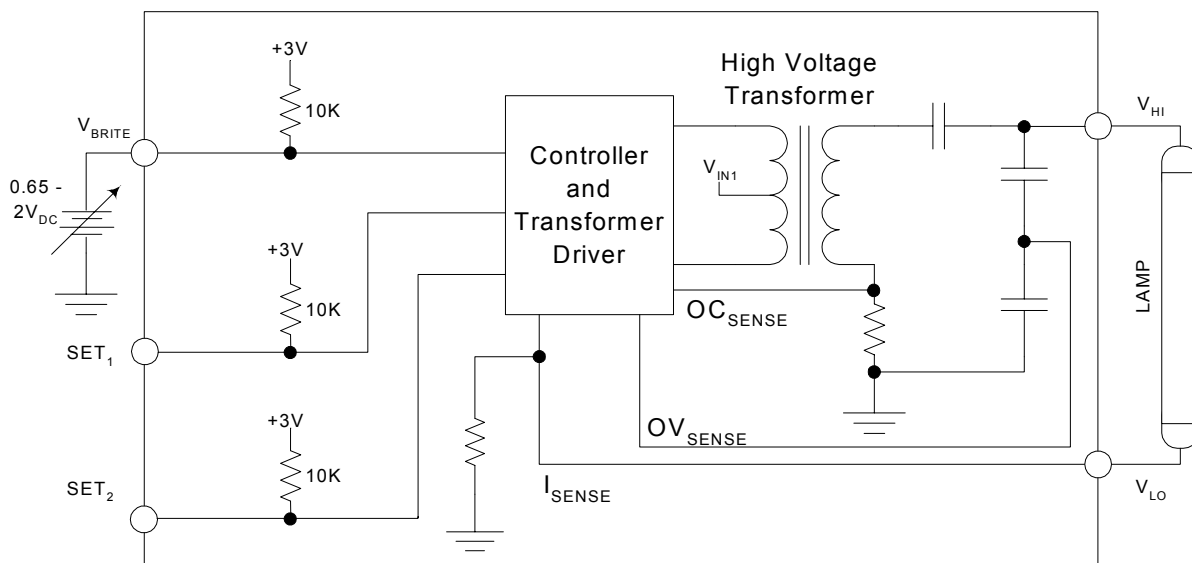 +3V
10K
V_BRITE
0.65 -
2V_DC
+3V
10K
SET_1
+3V
10K
SET_2
Controller
and
Transformer
Driver
High Voltage
Transformer
V_IN1
OC_SENSE
OV_SENSE
I_SENSE
V_HI
LAMP
V_LO